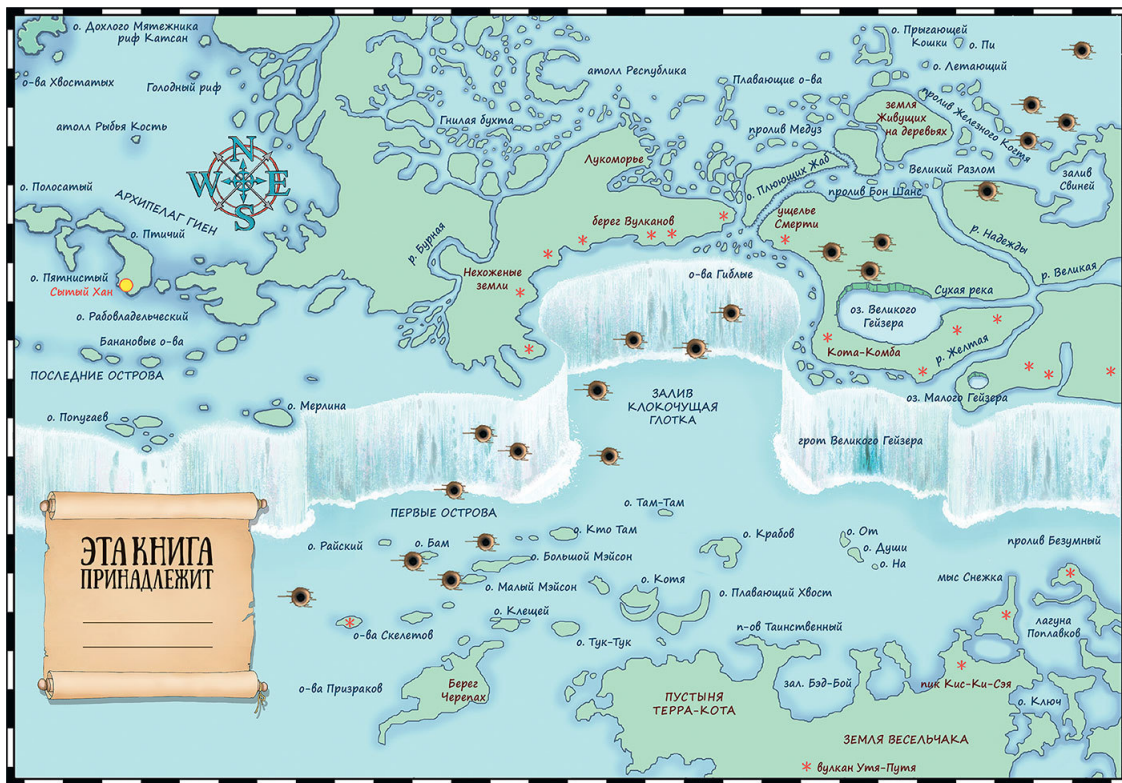 о. Дохлого Мятежника
риф Катсан
о-ва Хвостатых
Голодный риф
атолл Рыбья Кость
N
W
E
S
о. Полосатый
АРХИПЕЛАГ ГИЕН
о. Птичий
о. Пятнистый
Сытый Хан
о. Рабовладельческий
Банановые о-ва
ПОСЛЕДНИЕ ОСТРОВА
о. Попугаев
о. Мерлина
Гнилая бухта
атолл Республика
Лукоморье
Плавающие о-ва
пролив Медуз
о. Прыгающей
Кошки
о. Пи
о. Летающий
земля
Живущих
на деревьях
пролив Железного Когтя
Великий Разлом
залив
Свиней
о. Плюющих Жаб
пролив Бон Шанс
берег Вулканов
ущелье
Смерти
р. Бурная
Нехоженые
земли
о-ва Гиблые
р. Надежды
р. Великая
Сухая река
оз. Великого
Гейзера
р. Желтая
Кота-Комба
оз. Малого Гейзера
ЗАЛИВ
КЛОКОЧУЩАЯ
ГЛОТКА
грот Великого Гейзера
ПЕРВЫЕ ОСТРОВА
о. Там-Там
о. Кто Там
о. Райский
о. Бам
о. Большой Мэйсон
о. Малый Мэйсон
о. Клещей
о-ва Скелетов
о. Тук-Тук
о. Котя
о. Крабов
о. Плавающий Хвост
о. От
о. Души
о. На
пролив Безумный
мыс Снежка
лагуна
Поплавков
п-ов Таинственный
о-ва Призраков
Берег
Черепах
ПУСТЫНЯ
ТЕРРА-КОТА
зал. Бэд-Бой
пик Кис-Ки-Сэя
о. Ключ
ЗЕМЛЯ ВЕСЕЛЬЧАКА
вулкан Утя-Путя
ЭТА КНИГА
ПРИНАДЛЕЖИТ